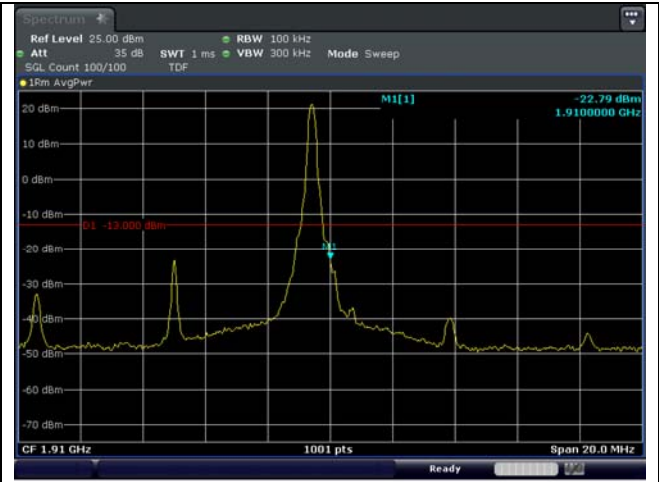 Spectrum
Ref Level 25.00 dBm RBW 100 kHz
Att 35 dB SWT 1 ms VBW 300 kHz Mode Sweep
SGL Count 100/100 TDF
1Rm AvgPwr
M1[1] -22.79 dBm
1.9100000 GHz
20 dBm
10 dBm
0 dBm
-10 dBm
D1 -13.000 dBm
-20 dBm
M1
-30 dBm
-40 dBm
-50 dBm
-60 dBm
-70 dBm
CF 1.91 GHz 1001 pts Span 20.0 MHz
Ready